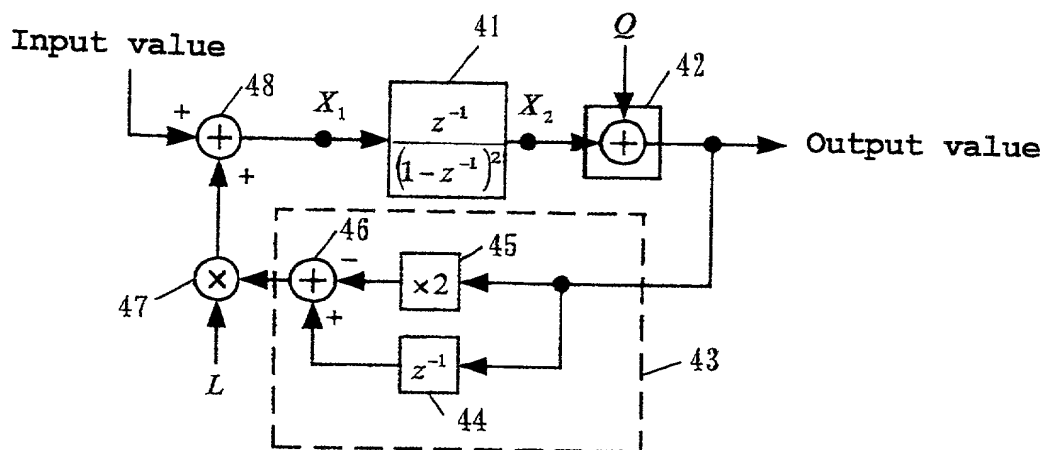 41
Q
Input value
42
48
X₁
z⁻¹
X₂
+
+
+
Output value
(1-z⁻¹)²
+
46
45
−
47
×
+
×2
+
L
z⁻¹
43
44